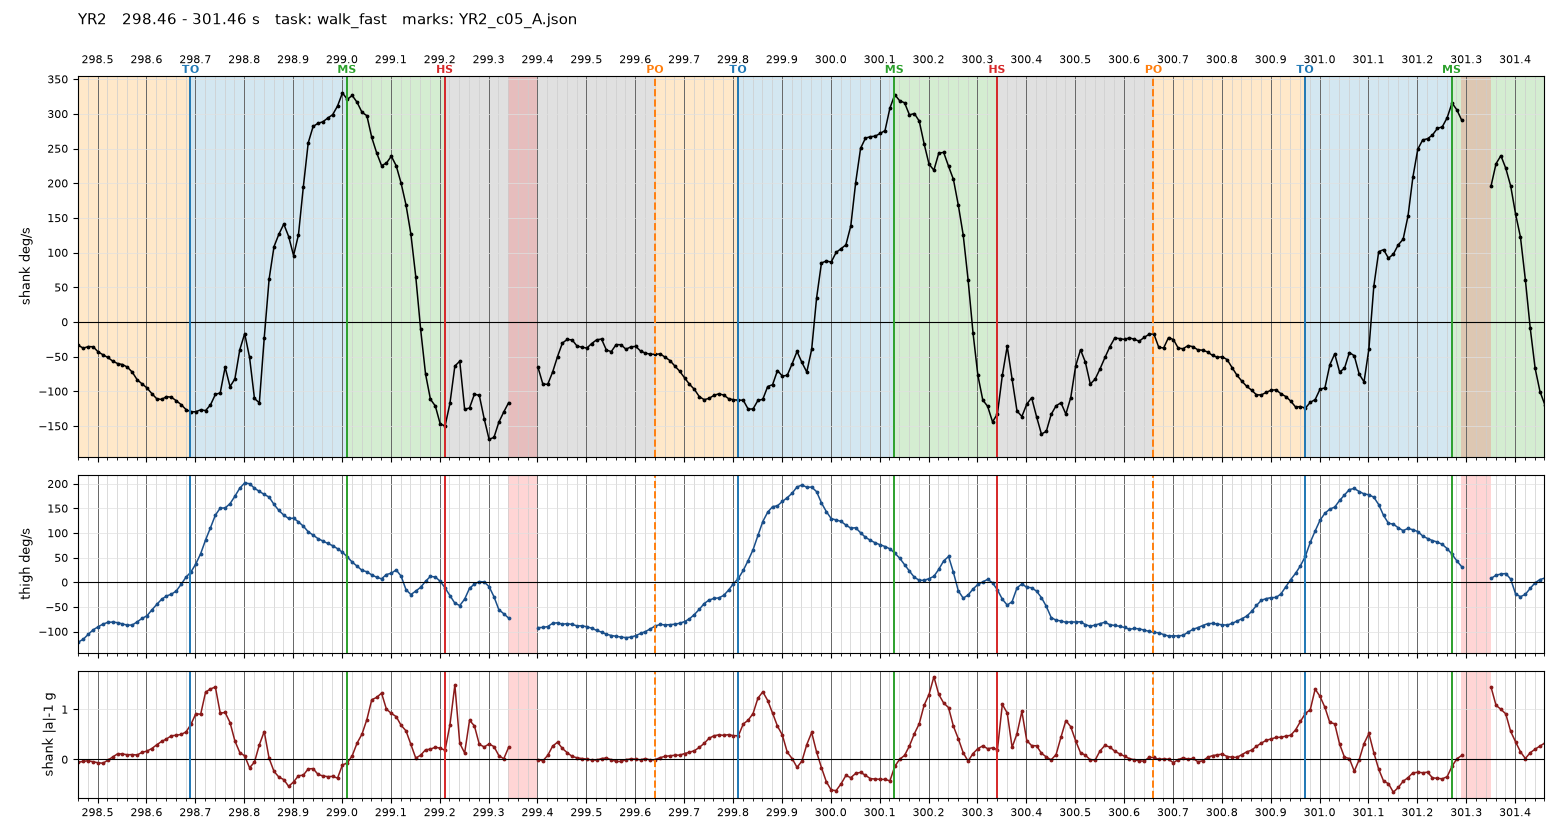 YR2 298.46 - 301.46 s task: walk_fast marks: YR2_c05_A.json
298.5 298.6 298.7 298.8 298.9 299.0 299.1 299.2 299.3 299.4 299.5 299.6 299.7 299.8 299.9 300.0 300.1 300.2 300.3 300.4 300.5 300.6 300.7 300.8 300.9 301.0 301.1 301.2 301.3 301.4
TO MS HS PO TO MS HS PO TO MS
350
300
250
200
150
100
50
0
−50
−100
−150
shank deg/s
200
150
100
50
0
−50
−100
thigh deg/s
1
0
shank |a|-1 g
298.5 298.6 298.7 298.8 298.9 299.0 299.1 299.2 299.3 299.4 299.5 299.6 299.7 299.8 299.9 300.0 300.1 300.2 300.3 300.4 300.5 300.6 300.7 300.8 300.9 301.0 301.1 301.2 301.3 301.4